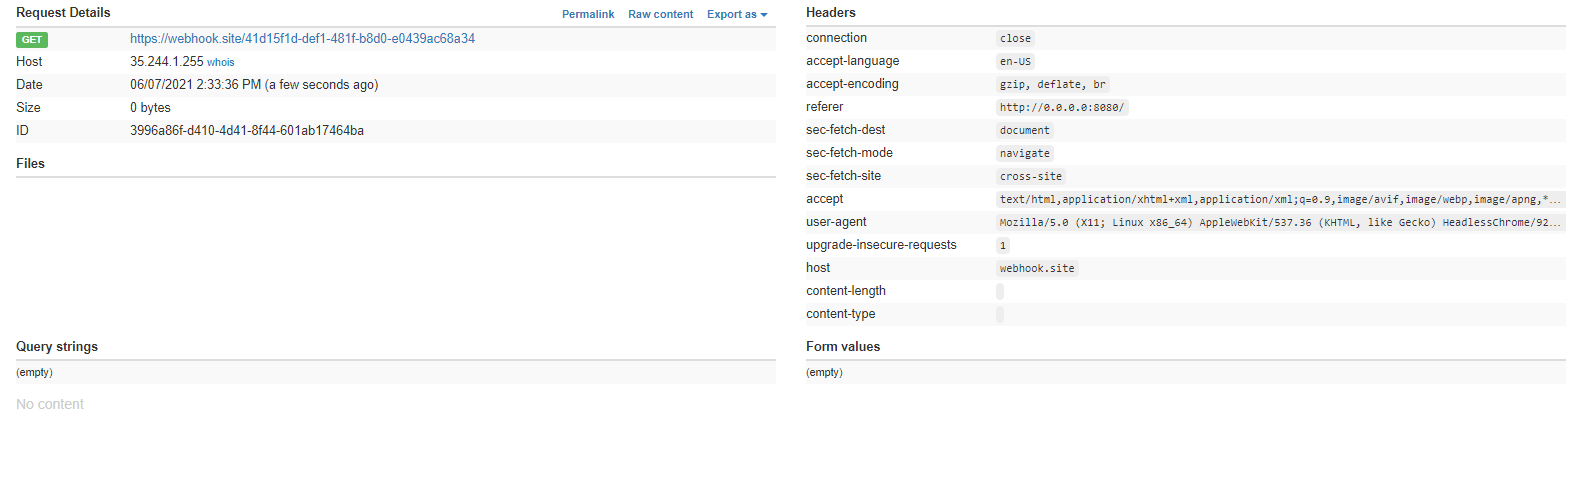 Request Details Permalink Raw content Export as
GET https://webhook.site/41d15f1d-def1-481f-b8d0-e0439ac68a34
Host 35.244.1.255 whois
Date 06/07/2021 2:33:36 PM (a few seconds ago)
Size 0 bytes
ID 3996a86f-d410-4d41-8f44-601ab17464ba
Files
Headers
connection close
accept-language en-US
accept-encoding gzip, deflate, br
referer http://0.0.0.0:8080/
sec-fetch-dest document
sec-fetch-mode navigate
sec-fetch-site cross-site
accept text/html,application/xhtml+xml,application/xml;q=0.9,image/avif,image/webp,image/apng,*...
user-agent Mozilla/5.0 (X11; Linux x86_64) AppleWebKit/537.36 (KHTML, like Gecko) HeadlessChrome/92...
upgrade-insecure-requests 1
host webhook.site
content-length
content-type
Query strings
(empty)
No content
Form values
(empty)